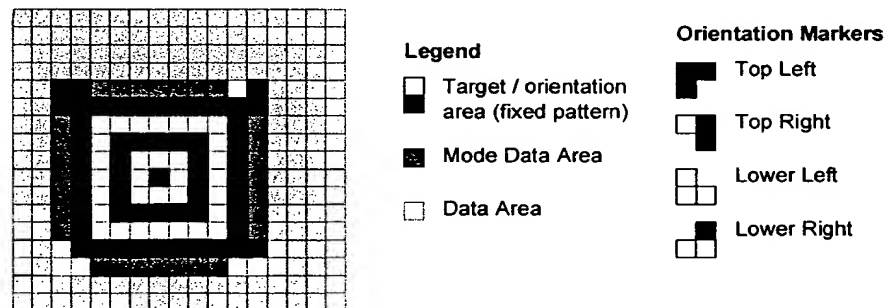 Legend
Target / orientation
area (fixed pattern)
Mode Data Area
Data Area
Orientation Markers
Top Left
Top Right
Lower Left
Lower Right